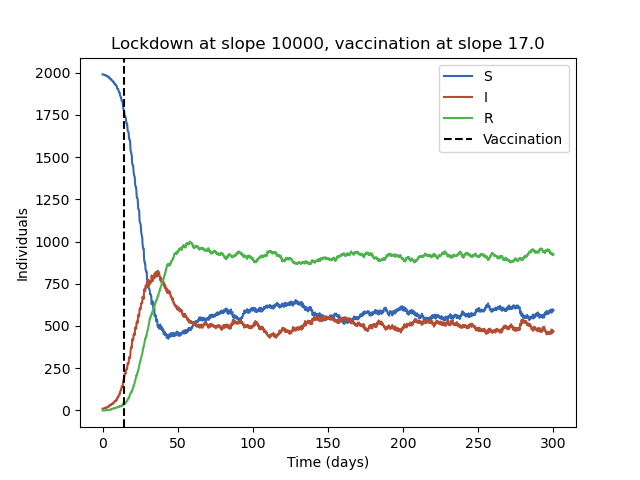 Lockdown at slope 10000, vaccination at slope 17.0
2000
1750
1500
1250
1000
750
500
250
0
Individuals
S
I
R
Vaccination
0 50 100 150 200 250 300
Time (days)